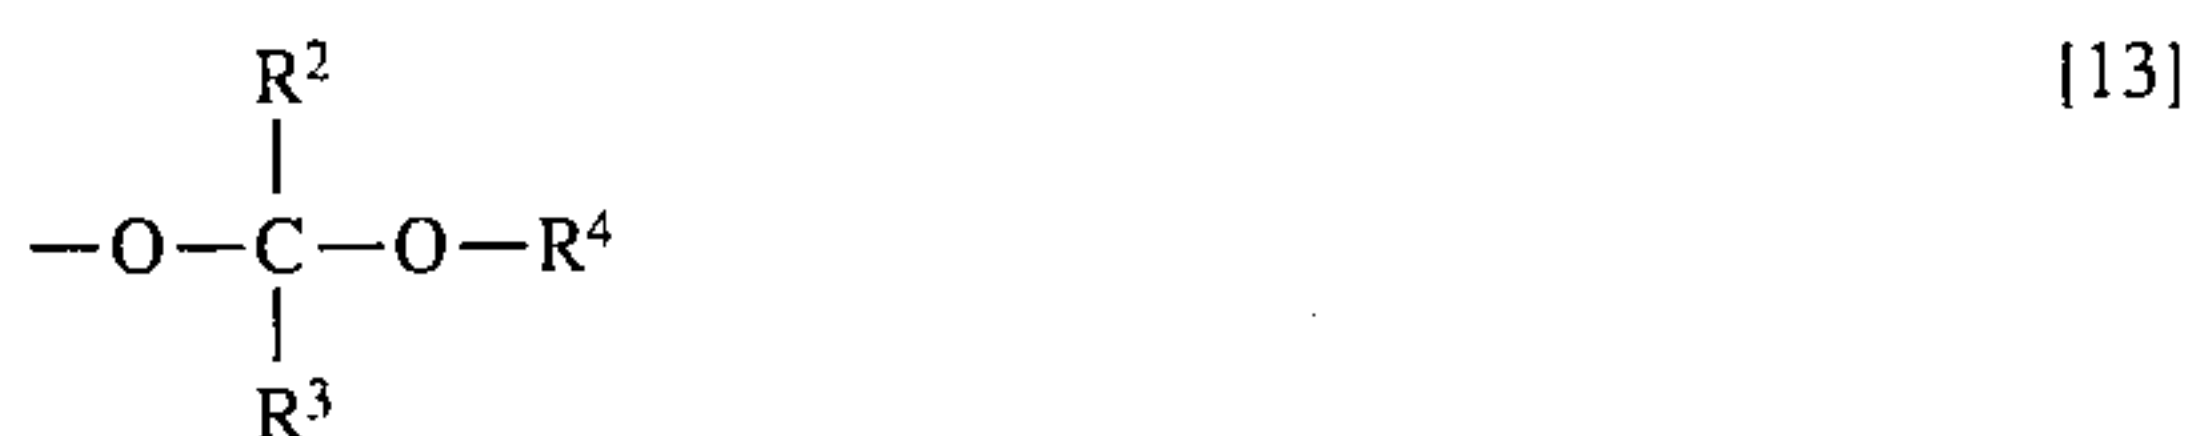 R² [13]
—O—C—O—R⁴
R³